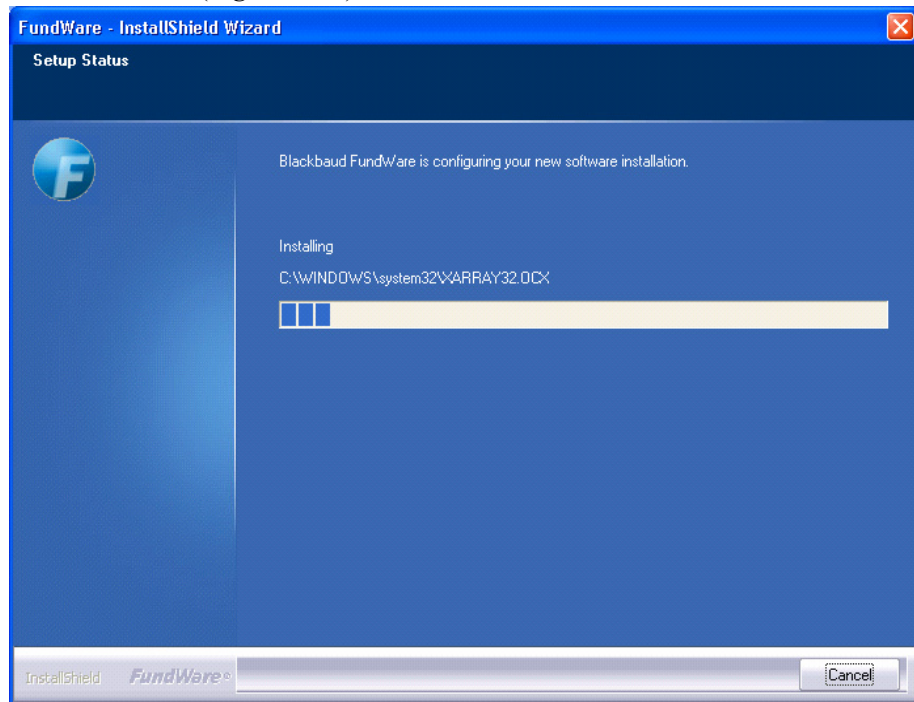 FundWare - InstallShield Wizard
Setup Status
F
Blackbaud FundWare is configuring your new software installation.
Installing
C:\WINDOWS\system32\XARRAY32.OCX
InstallShield FundWare®
Cancel